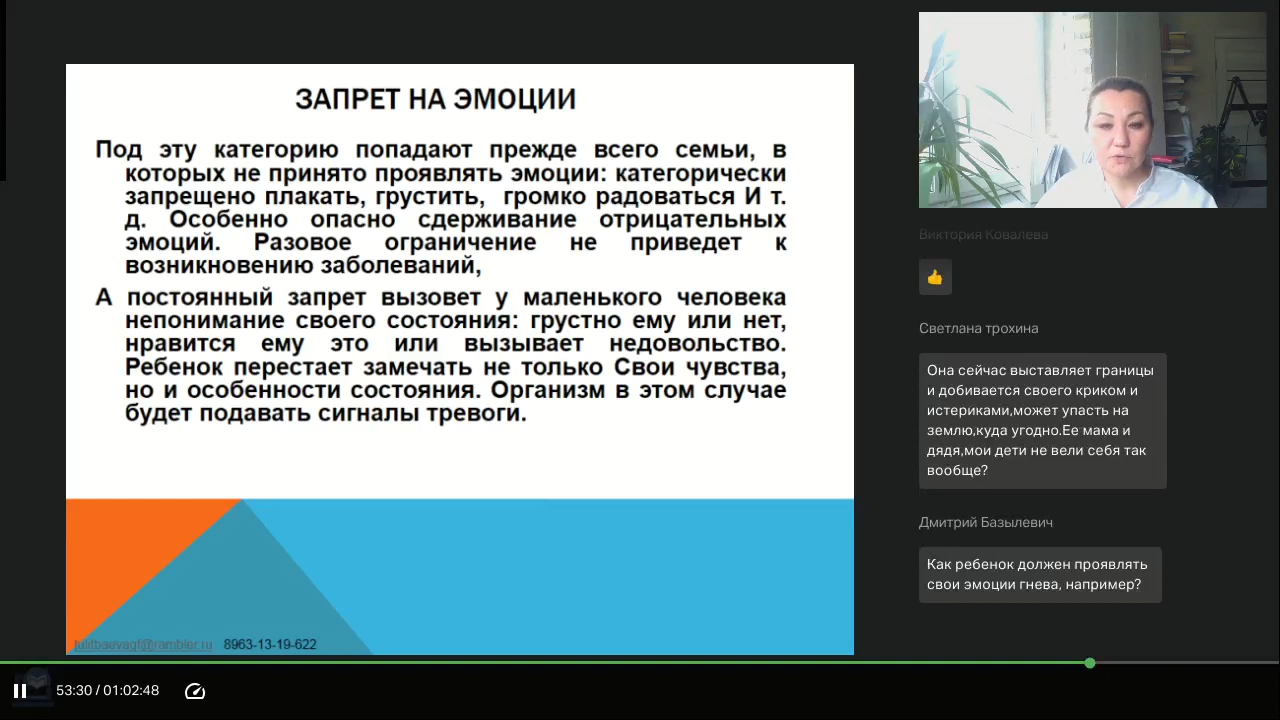 ЗАПРЕТ НА ЭМОЦИИ
Под эту категорию попадают прежде всего семьи, в
которых не принято проявлять эмоции: категорически
запрещено плакать, грустить, громко радоваться И т.
д. Особенно опасно сдерживание отрицательных
эмоций. Разовое ограничение не приведет к
возникновению заболеваний,
А постоянный запрет вызовет у маленького человека
непонимание своего состояния: грустно ему или нет,
нравится ему это или вызывает недовольство.
Ребенок перестает замечать не только Свои чувства,
но и особенности состояния. Организм в этом случае
будет подавать сигналы тревоги.
8963-13-19-622
Виктория Ковалева
Светлана трохина
Она сейчас выставляет границы
и добивается своего криком и
истериками,может упасть на
землю,куда угодно.Ее мама и
дядя,мои дети не вели себя так
вообще?
Дмитрий Базылевич
Как ребенок должен проявлять
свои эмоции гнева, например?
53:30 / 01:02:48